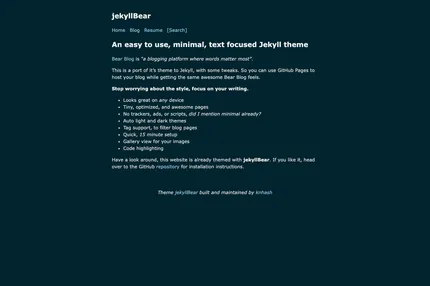 jekyllBear
Home Blog Resume [Search]
An easy to use, minimal, text focused Jekyll theme
Bear Blog is "a blogging platform where words matter most".
This is a port of it's theme to Jekyll, with some tweaks. So you can use GitHub Pages to
host your blog while getting the same awesome Bear Blog feels.
Stop worrying about the style, focus on your writing.
• Looks great on any device
• Tiny, optimized, and awesome pages
• No trackers, ads, or scripts, did I mention minimal already?
• Auto light and dark themes
• Tag support, to filter blog pages
• Quick, 15 minute setup
• Gallery view for your images
• Code highlighting
Have a look around, this website is already themed with jekyllBear. If you like it, head
over to the GitHub repository for installation instructions.
Theme jekyllBear built and maintained by knhash